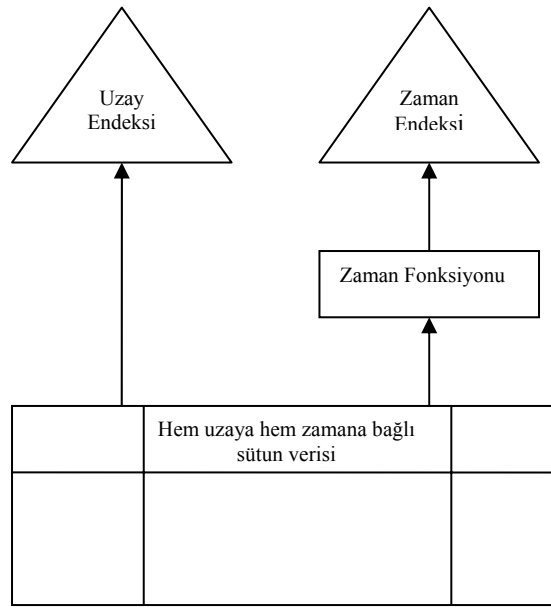 Uzay
Endeksi
Zaman
Endeksi
Zaman Fonksiyonu
Hem uzaya hem zamana bağlı
sütun verisi